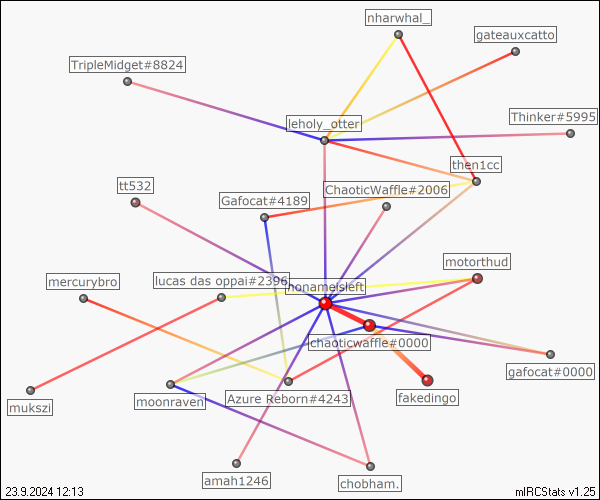 nharwhal_
gateauxcatto
TripleMidget#8824
Thinker#5995
leholy_otter
then1cc
tt532
ChaoticWaffle#2006
Gafocat#4189
motorthud
mercurybro
lucas das oppai#2396
nonameisleft
chaoticwaffle#0000
gafocat#0000
mukszi
moonraven
Azure Reborn#4243
fakedingo
amah1246
chobham.
23.9.2024 12:13
mIRCStats v1.25